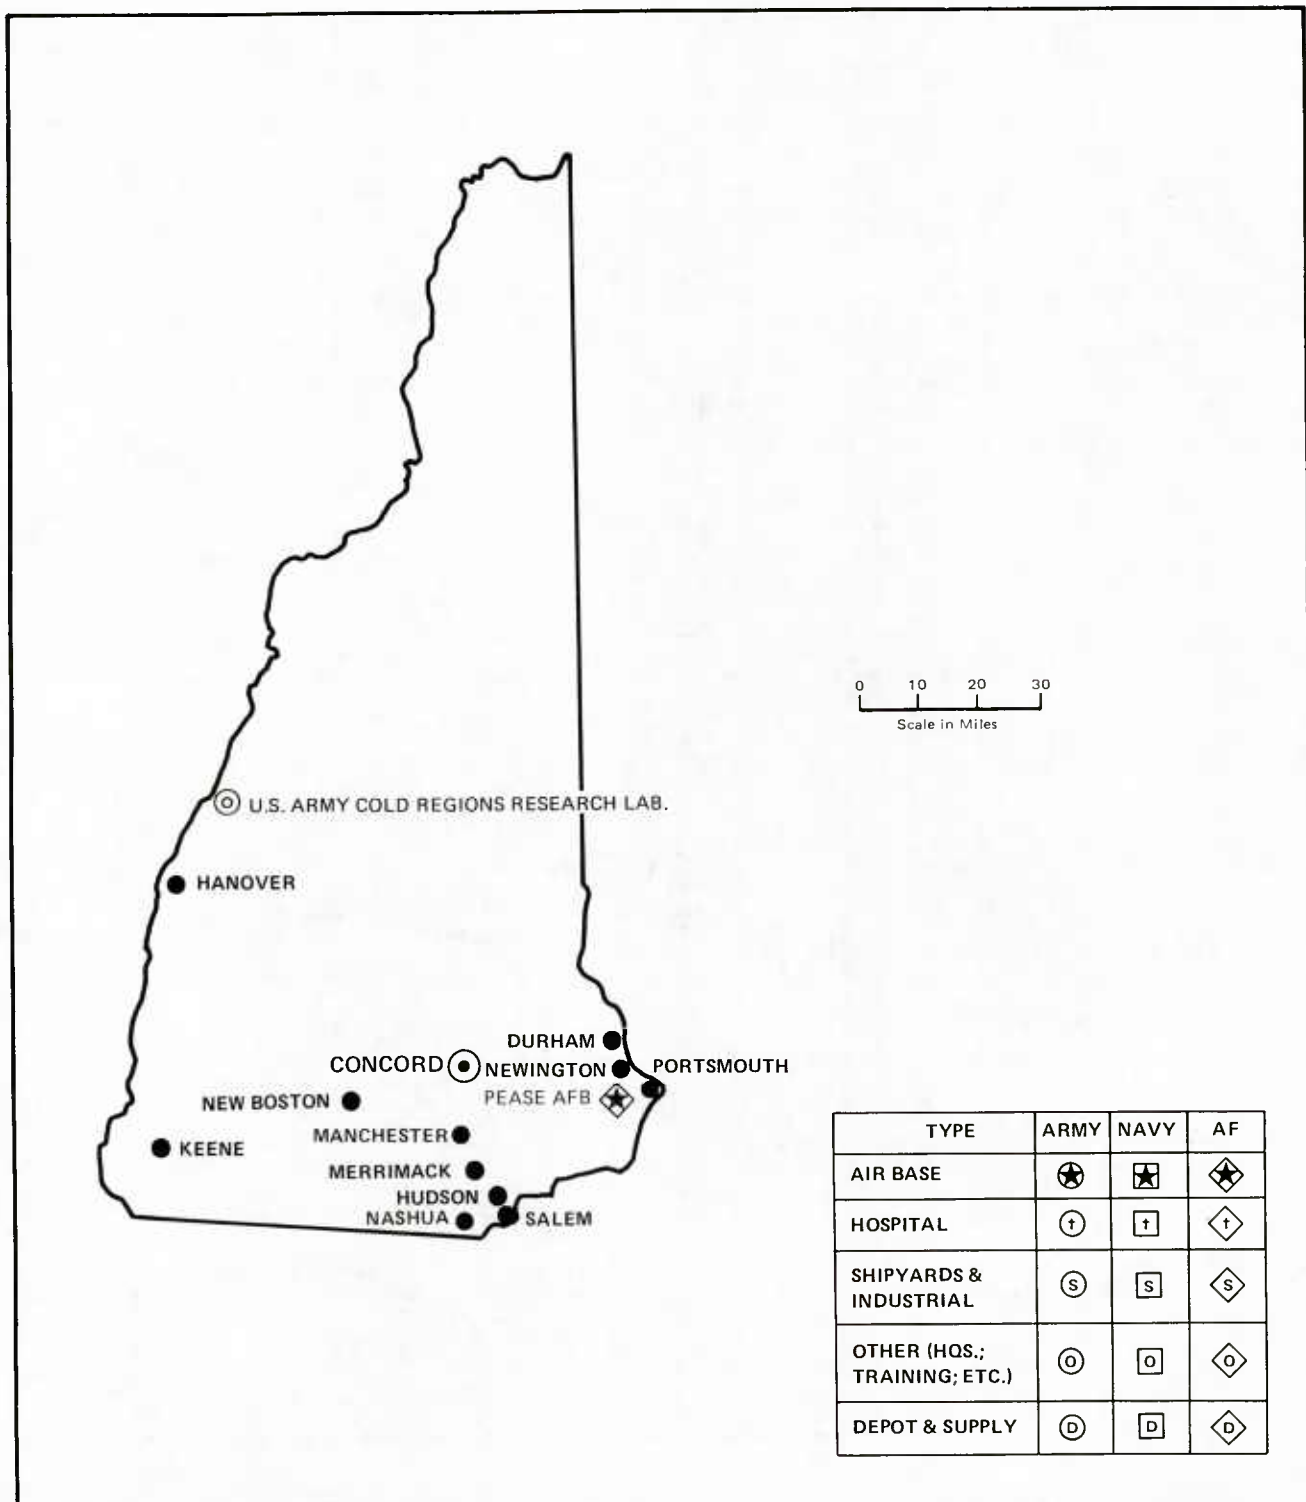 0 10 20 30
Scale in Miles
U.S. ARMY COLD REGIONS RESEARCH LAB.
HANOVER
DURHAM
CONCORD
NEWINGTON
PORTSMOUTH
PEASE AFB
NEW BOSTON
MANCHESTER
KEENE
MERRIMACK
HUDSON
NASHUA
SALEM
TYPE ARMY NAVY AF
AIR BASE
HOSPITAL t t t
SHIPYARDS &
INDUSTRIAL S S S
OTHER (HQS.;
TRAINING; ETC.) O O O
DEPOT & SUPPLY D D D